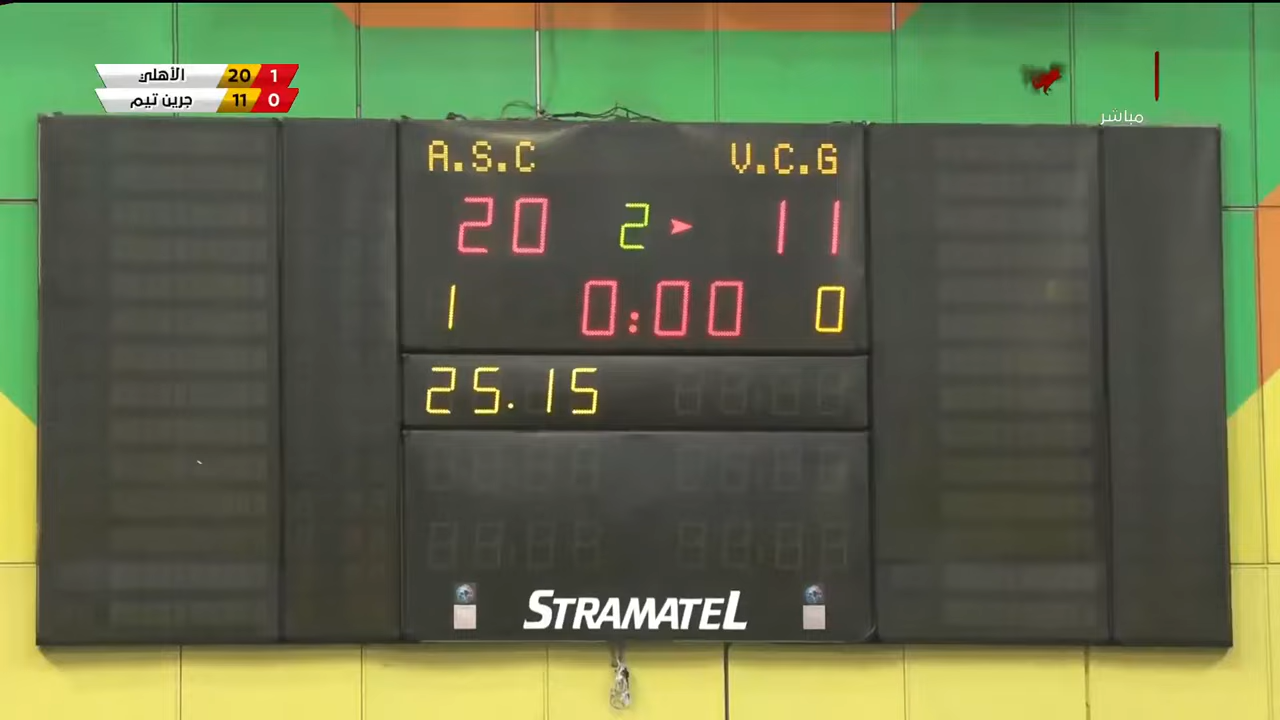 الأهلي 20 1
جرين تيم 11 0
مباشر
A.S.C V.C.G
20 2 11
1 0:00 0
25.15
STRAMATEL